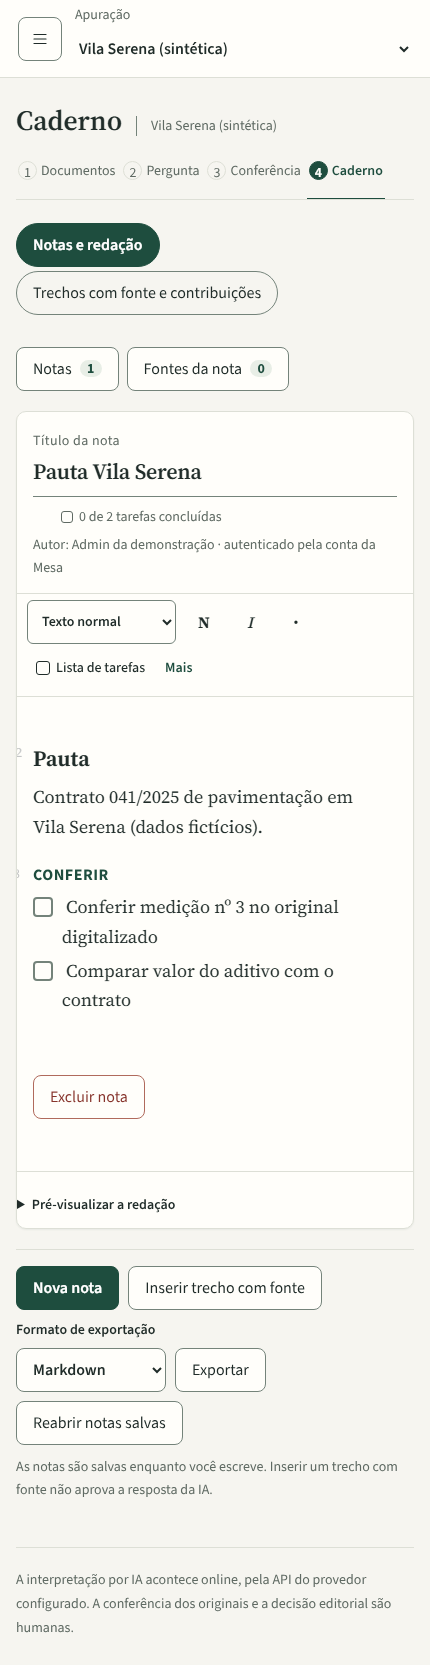 Apuração
Vila Serena (sintética)
Caderno
Vila Serena (sintética)
1 Documentos 2 Pergunta 3 Conferência 4 Caderno
Notas e redação
Trechos com fonte e contribuições
Notas 1 Fontes da nota 0
Título da nota
Pauta Vila Serena
0 de 2 tarefas concluídas
Autor: Admin da demonstração · autenticado pela conta da
Mesa
Texto normal N I •
Lista de tarefas Mais
2 Pauta
Contrato 041/2025 de pavimentação em
Vila Serena (dados fictícios).
3 CONFERIR
Conferir medição nº 3 no original
digitalizado
Comparar valor do aditivo com o
contrato
Excluir nota
Pré-visualizar a redação
Nova nota Inserir trecho com fonte
Formato de exportação
Markdown Exportar
Reabrir notas salvas
As notas são salvas enquanto você escreve. Inserir um trecho com
fonte não aprova a resposta da IA.
A interpretação por IA acontece online, pela API do provedor
configurado. A conferência dos originais e a decisão editorial são
humanas.